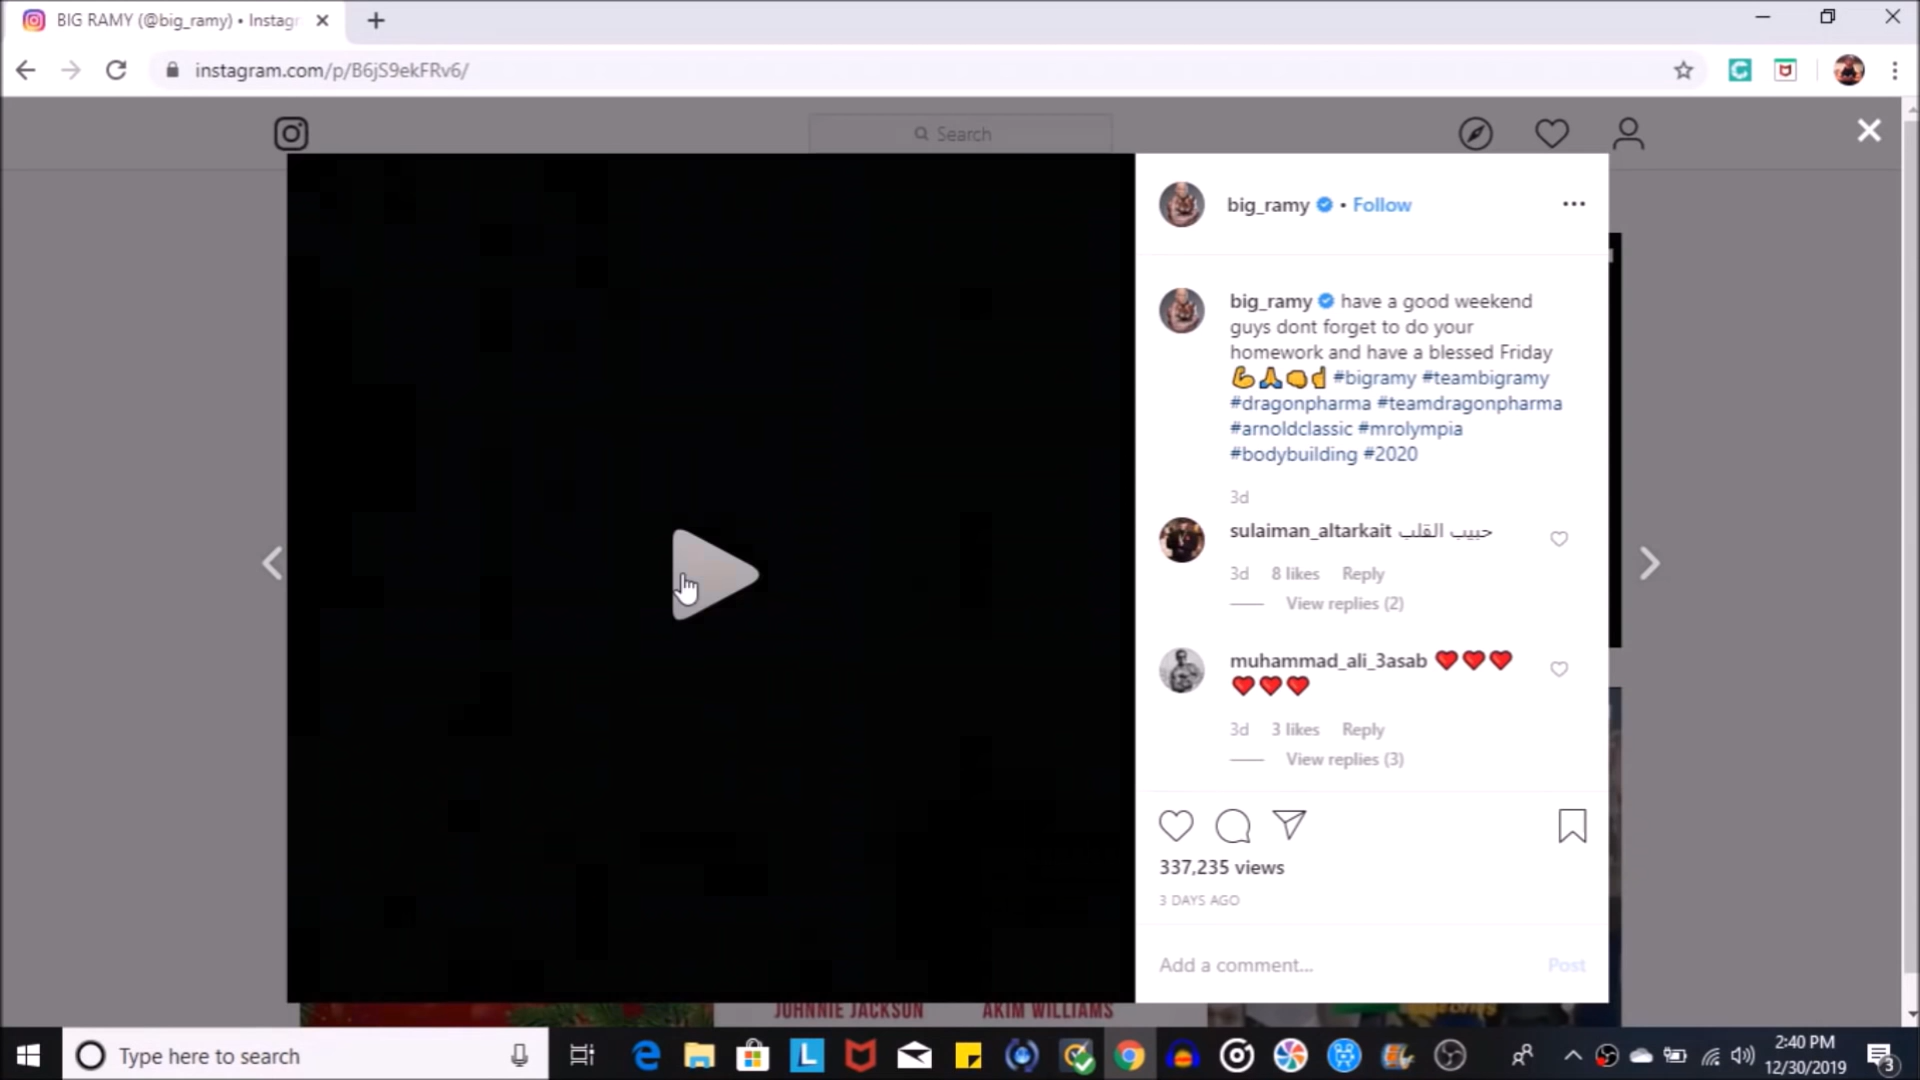 BIG RAMY (@big_ramy) • Instagr
instagram.com/p/B6jS9ekFRv6/
Search
big_ramy • Follow
big_ramy have a good weekend
guys dont forget to do your
homework and have a blessed Friday
💪🙏👊☝ #bigramy #teambigramy
#dragonpharma #teamdragonpharma
#arnoldclassic #mrolympia
#bodybuilding #2020
3d
sulaiman_altarkait حبيب القلب
3d 8 likes Reply
View replies (2)
muhammad_ali_3asab ❤❤❤
❤❤❤
3d 3 likes Reply
View replies (3)
337,235 views
3 DAYS AGO
Add a comment... Post
JOHNNIE JACKSON AKIM WILLIAMS
Type here to search
2:40 PM
12/30/2019
3